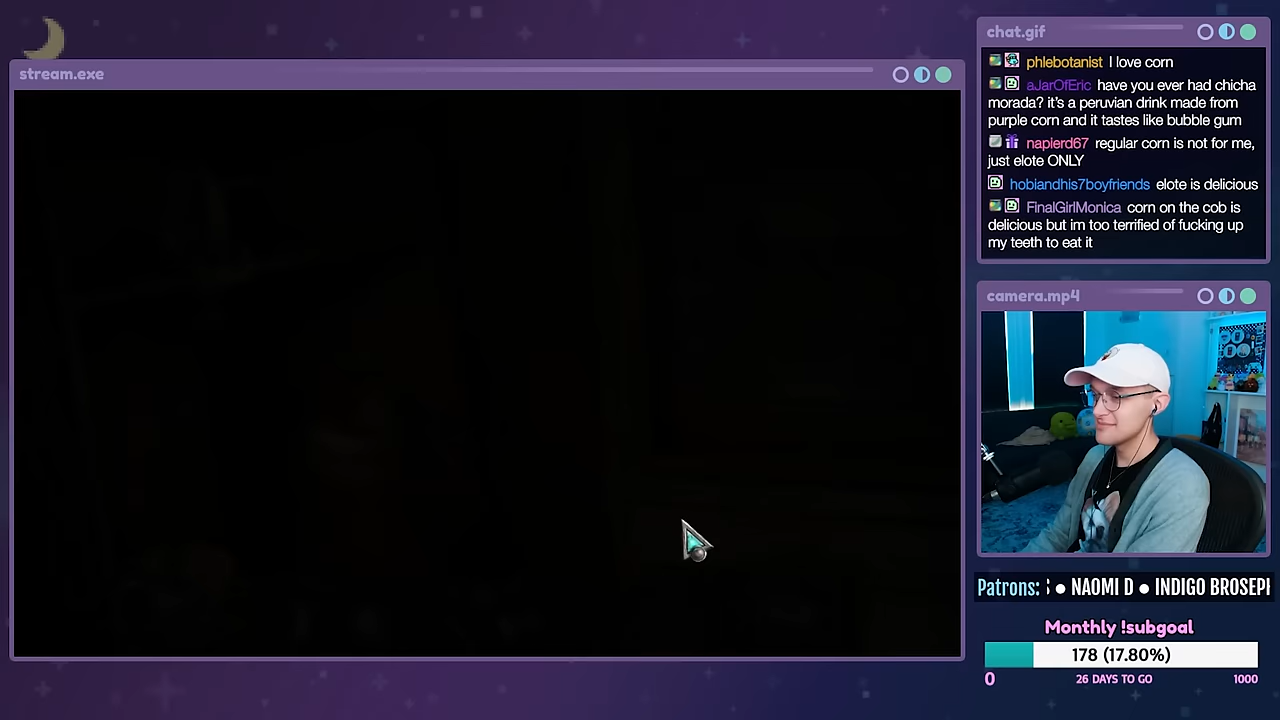 stream.exe
chat.gif
phlebotanist I love corn
aJarOfEric have you ever had chicha
morada? it's a peruvian drink made from
purple corn and it tastes like bubble gum
napierd67 regular corn is not for me,
just elote ONLY
hobiandhis7boyfriends elote is delicious
FinalGirlMonica corn on the cob is
delicious but im too terrified of fucking up
my teeth to eat it
camera.mp4
Patrons: S ● NAOMI D ● INDIGO BROSEPH
Monthly !subgoal
178 (17.80%)
0 26 DAYS TO GO 1000